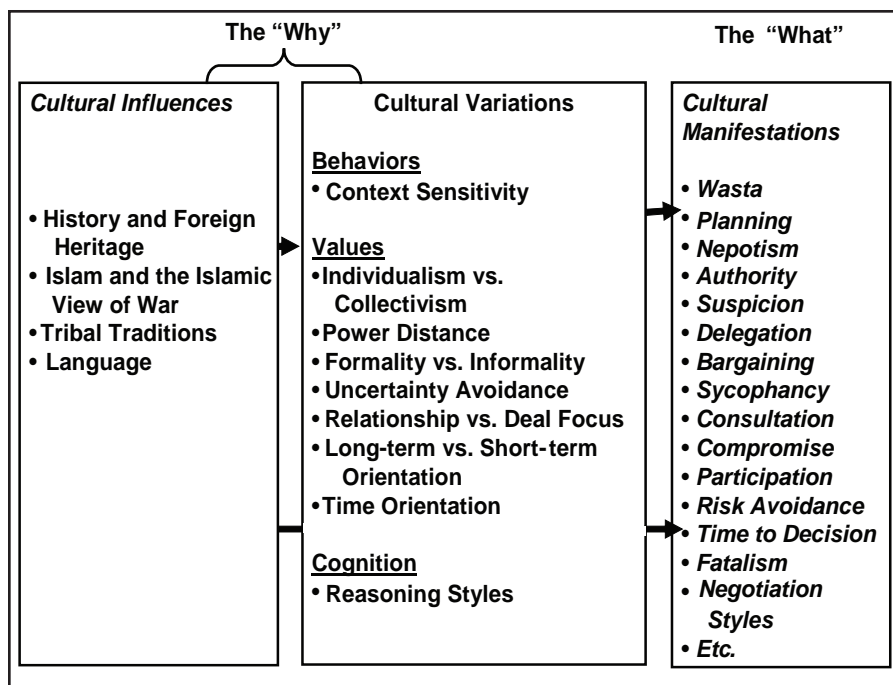 The “Why”
The “What”
Cultural Influences
• History and Foreign
Heritage
• Islam and the Islamic
View of War
• Tribal Traditions
• Language
Cultural Variations
Behaviors
• Context Sensitivity
Values
• Individualism vs.
Collectivism
• Power Distance
• Formality vs. Informality
• Uncertainty Avoidance
• Relationship vs. Deal Focus
• Long-term vs. Short-term
Orientation
• Time Orientation
Cognition
• Reasoning Styles
Cultural
Manifestations
• Wasta
• Planning
• Nepotism
• Authority
• Suspicion
• Delegation
• Bargaining
• Sycophancy
• Consultation
• Compromise
• Participation
• Risk Avoidance
• Time to Decision
• Fatalism
• Negotiation
Styles
• Etc.